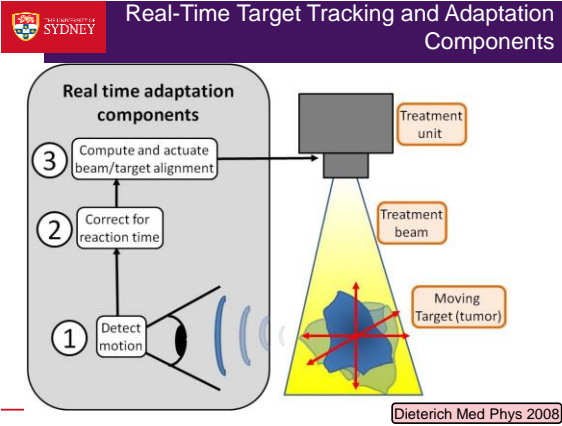 THE UNIVERSITY OF
SYDNEY
Real-Time Target Tracking and Adaptation
Components
Real time adaptation
components
3
Compute and actuate
beam/target alignment
2
Correct for
reaction time
1
Detect
motion
Treatment
unit
Treatment
beam
Moving
Target (tumor)
Dieterich Med Phys 2008